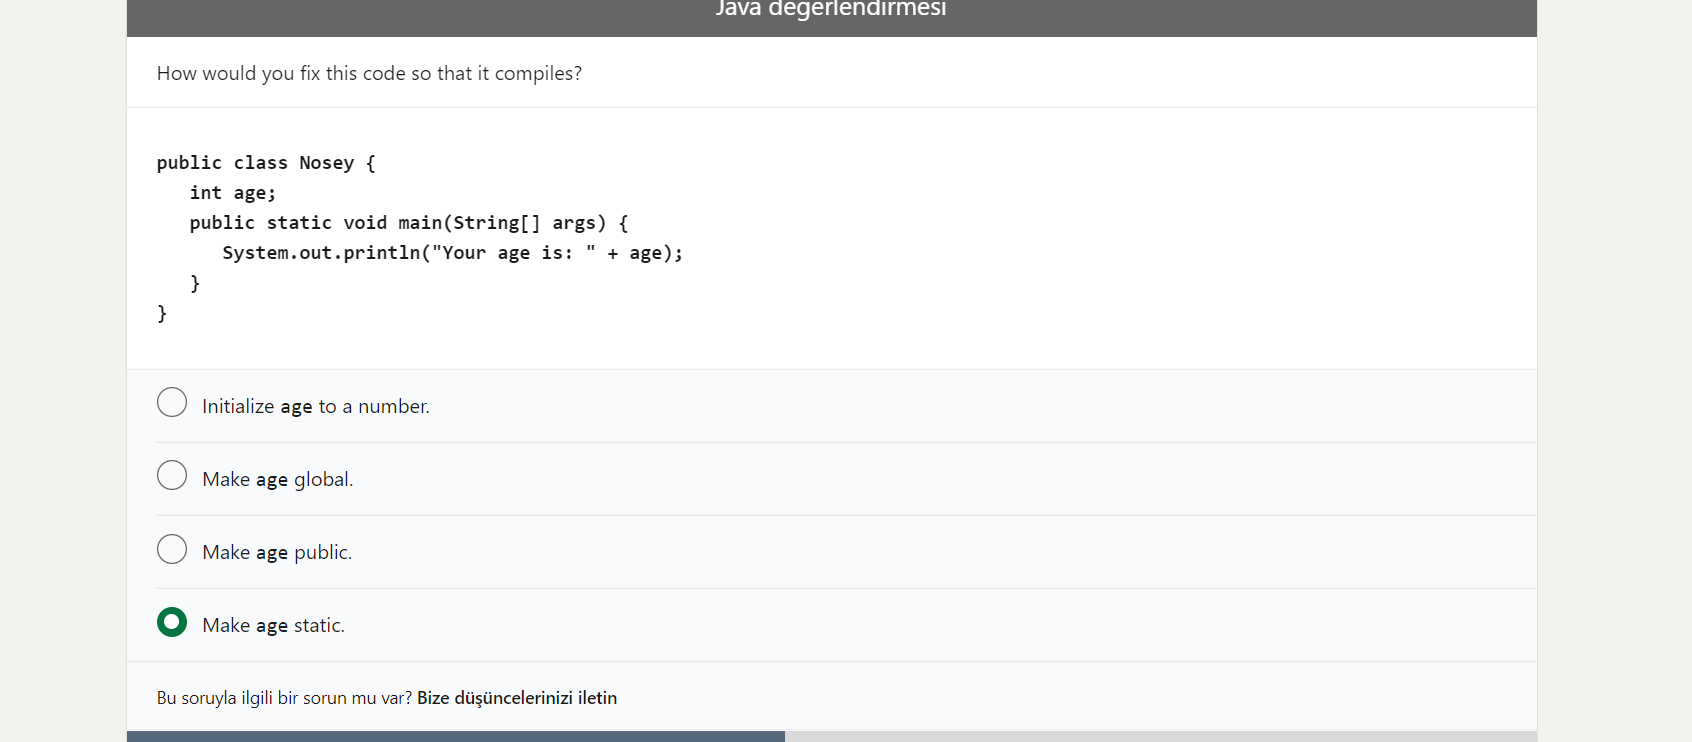 Java değerlendirmesi
How would you fix this code so that it compiles?
public class Nosey {
   int age;
   public static void main(String[] args) {
      System.out.println("Your age is: " + age);
   }
}
Initialize age to a number.
Make age global.
Make age public.
Make age static.
Bu soruyla ilgili bir sorun mu var? Bize düşüncelerinizi iletin